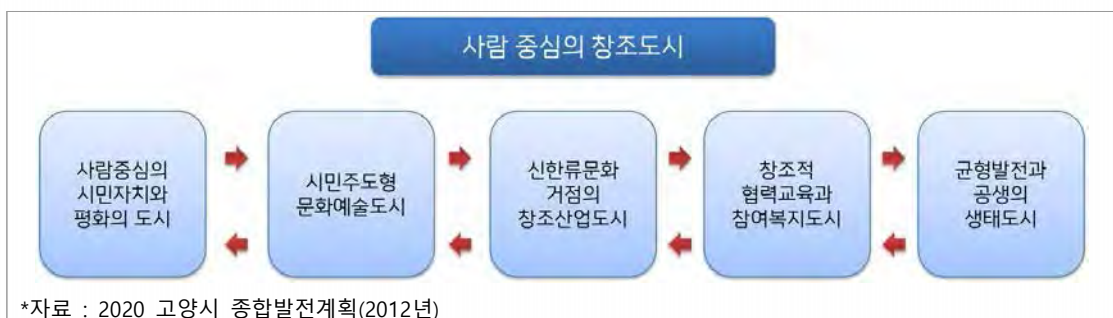 사람 중심의 창조도시
사람중심의
시민자치와
평화의 도시
시민주도형
문화예술도시
신한류문화
거점의
창조산업도시
창조적
협력교육과
참여복지도시
균형발전과
공생의
생태도시
*자료 : 2020 고양시 종합발전계획(2012년)